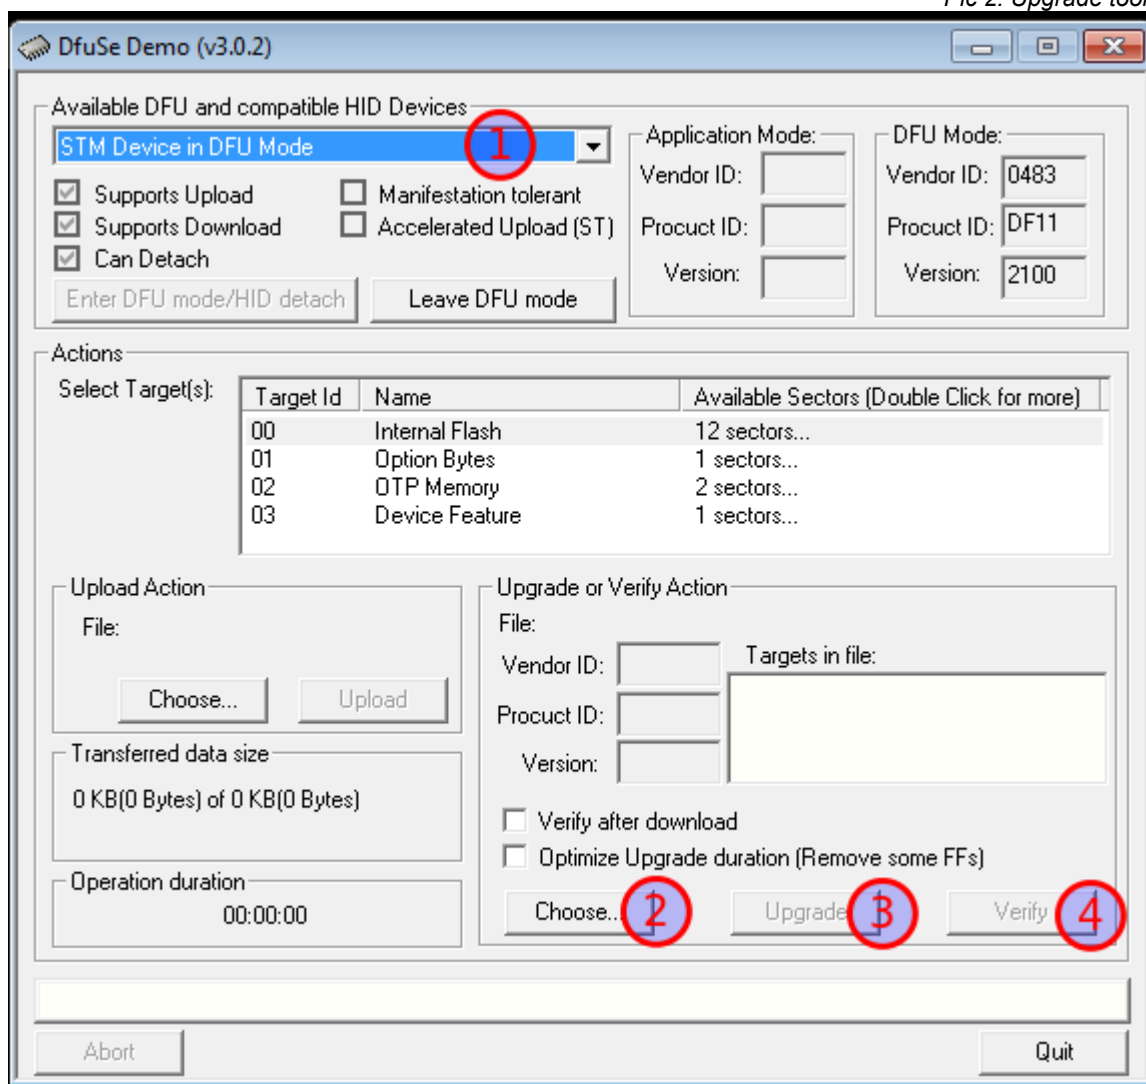 Pic 2. Upgrade tool
DfuSe Demo (v3.0.2)
Available DFU and compatible HID Devices
STM Device in DFU Mode
1
Supports Upload
Manifestation tolerant
Supports Download
Accelerated Upload (ST)
Can Detach
Enter DFU mode/HID detach
Leave DFU mode
Application Mode:
Vendor ID:
Procuct ID:
Version:
DFU Mode:
Vendor ID: 0483
Procuct ID: DF11
Version: 2100
Actions
Select Target(s):
Target Id Name Available Sectors (Double Click for more)
00 Internal Flash 12 sectors...
01 Option Bytes 1 sectors...
02 OTP Memory 2 sectors...
03 Device Feature 1 sectors...
Upload Action
File:
Choose...
Upload
Transferred data size
0 KB(0 Bytes) of 0 KB(0 Bytes)
Operation duration
00:00:00
Upgrade or Verify Action
File:
Vendor ID:
Procuct ID:
Version:
Targets in file:
Verify after download
Optimize Upgrade duration (Remove some FFs)
Choose... 2
Upgrade 3
Verify 4
Abort
Quit